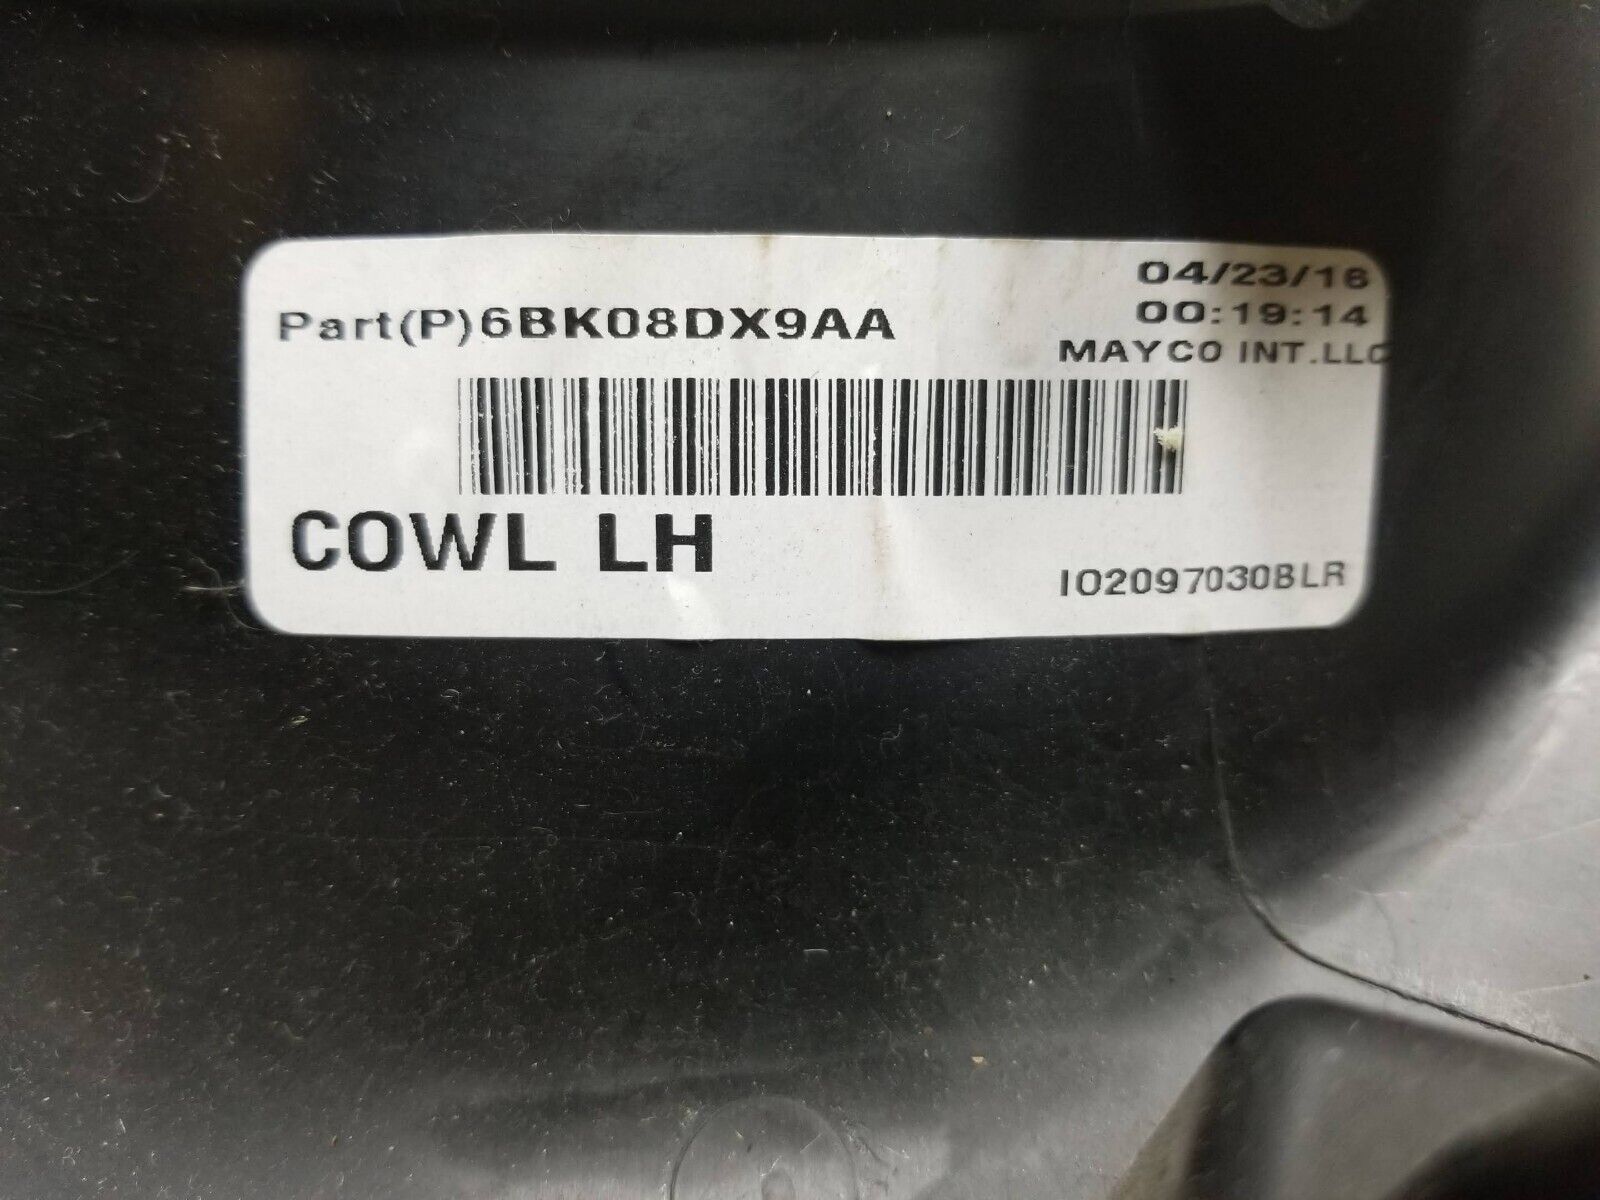 04/23/16
Part(P)6BK08DX9AA
00:19:14
MAYCO INT.LLC
COWL LH
I02097030BLR